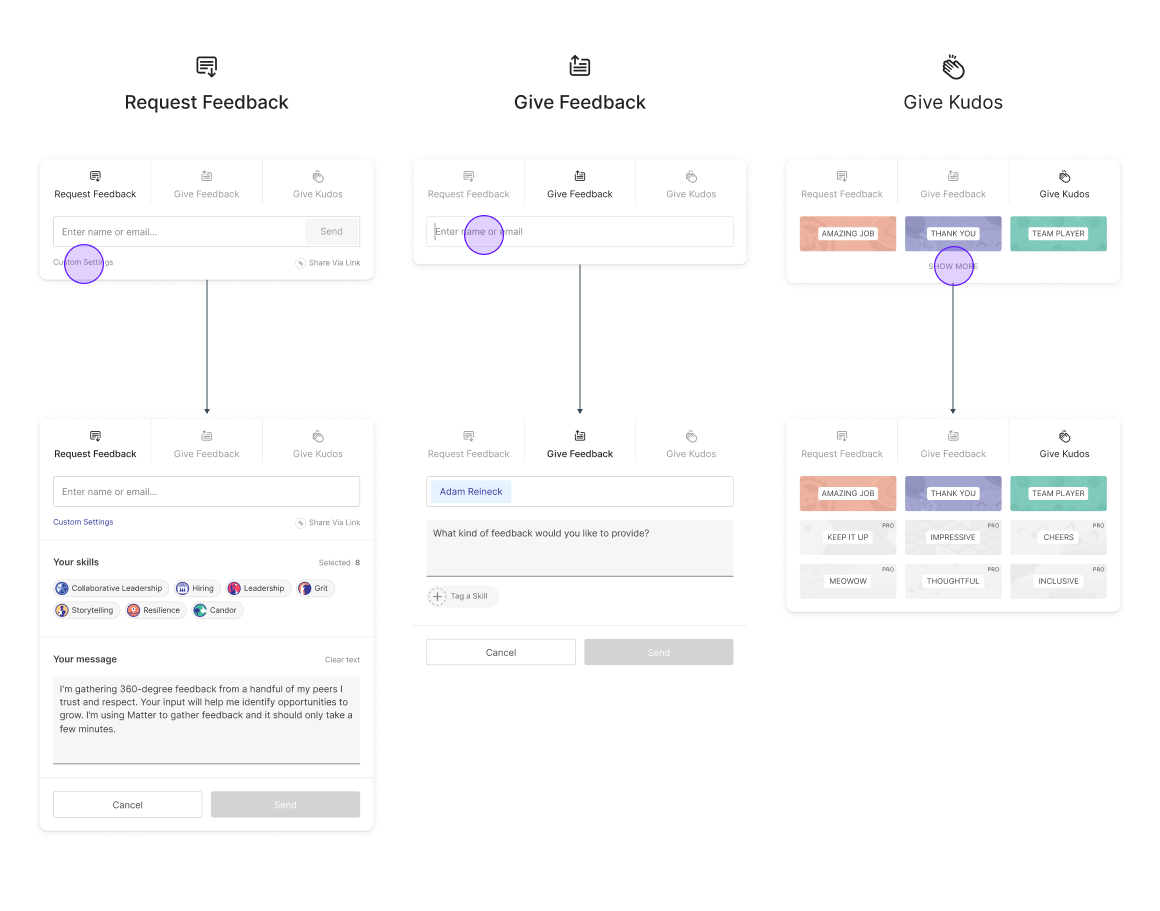 Request Feedback
Give Feedback
Give Kudos
Request Feedback
Give Feedback
Give Kudos
Enter name or email...
Send
Custom Settings
Share Via Link
Request Feedback
Give Feedback
Give Kudos
Enter name or email
Request Feedback
Give Feedback
Give Kudos
AMAZING JOB
THANK YOU
TEAM PLAYER
SHOW MORE
Request Feedback
Give Feedback
Give Kudos
Enter name or email...
Custom Settings
Share Via Link
Your skills
Selected 8
Collaborative Leadership
Hiring
Leadership
Grit
Storytelling
Resilience
Candor
Your message
Clear text
I'm gathering 360-degree feedback from a handful of my peers I
trust and respect. Your input will help me identify opportunities to
grow. I'm using Matter to gather feedback and it should only take a
few minutes.
Cancel
Send
Request Feedback
Give Feedback
Give Kudos
Adam Reineck
What kind of feedback would you like to provide?
Tag a Skill
Cancel
Send
Request Feedback
Give Feedback
Give Kudos
AMAZING JOB
THANK YOU
TEAM PLAYER
PRO
KEEP IT UP
PRO
IMPRESSIVE
PRO
CHEERS
PRO
MEOWOW
PRO
THOUGHTFUL
PRO
INCLUSIVE